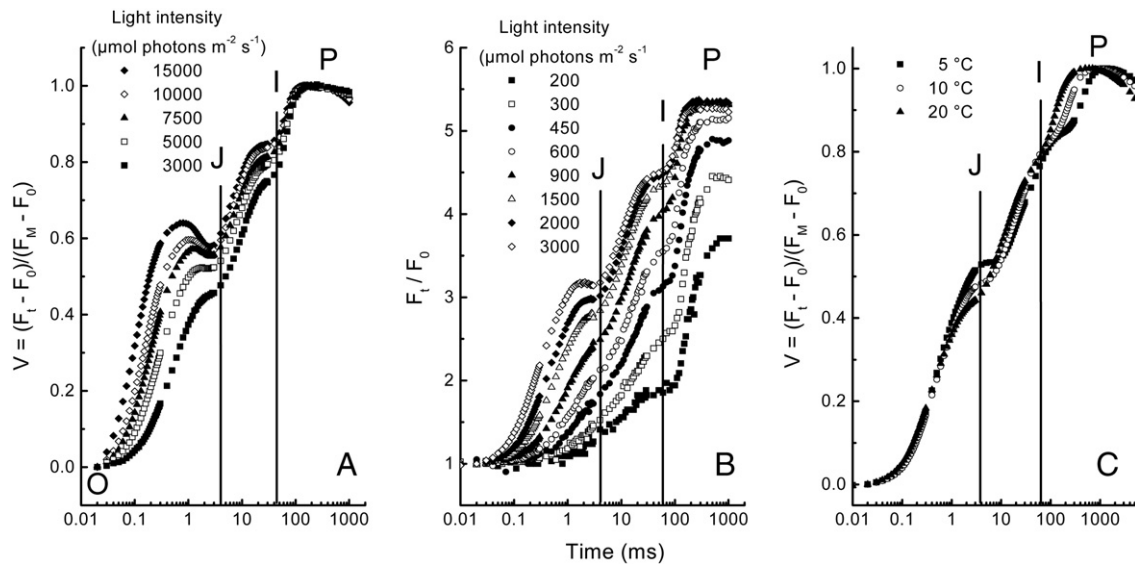 Light intensity
(μmol photons m⁻² s⁻¹)
15000
10000
7500
5000
3000
P
I
J
1.0
0.8
0.6
0.4
0.2
0.0
V = (Fₜ - F₀)/(F_M - F₀)
O
A
0.01 0.1 1 10 100 1000
Light intensity
(μmol photons m⁻² s⁻¹)
200
300
450
600
900
1500
2000
3000
P
I
J
6
5
4
3
2
1
Fₜ / F₀
B
0.01 0.1 1 10 100 1000
Time (ms)
5 °C
10 °C
20 °C
P
I
J
1.0
0.8
0.6
0.4
0.2
0.0
V = (Fₜ - F₀)/(F_M - F₀)
C
0.01 0.1 1 10 100 1000